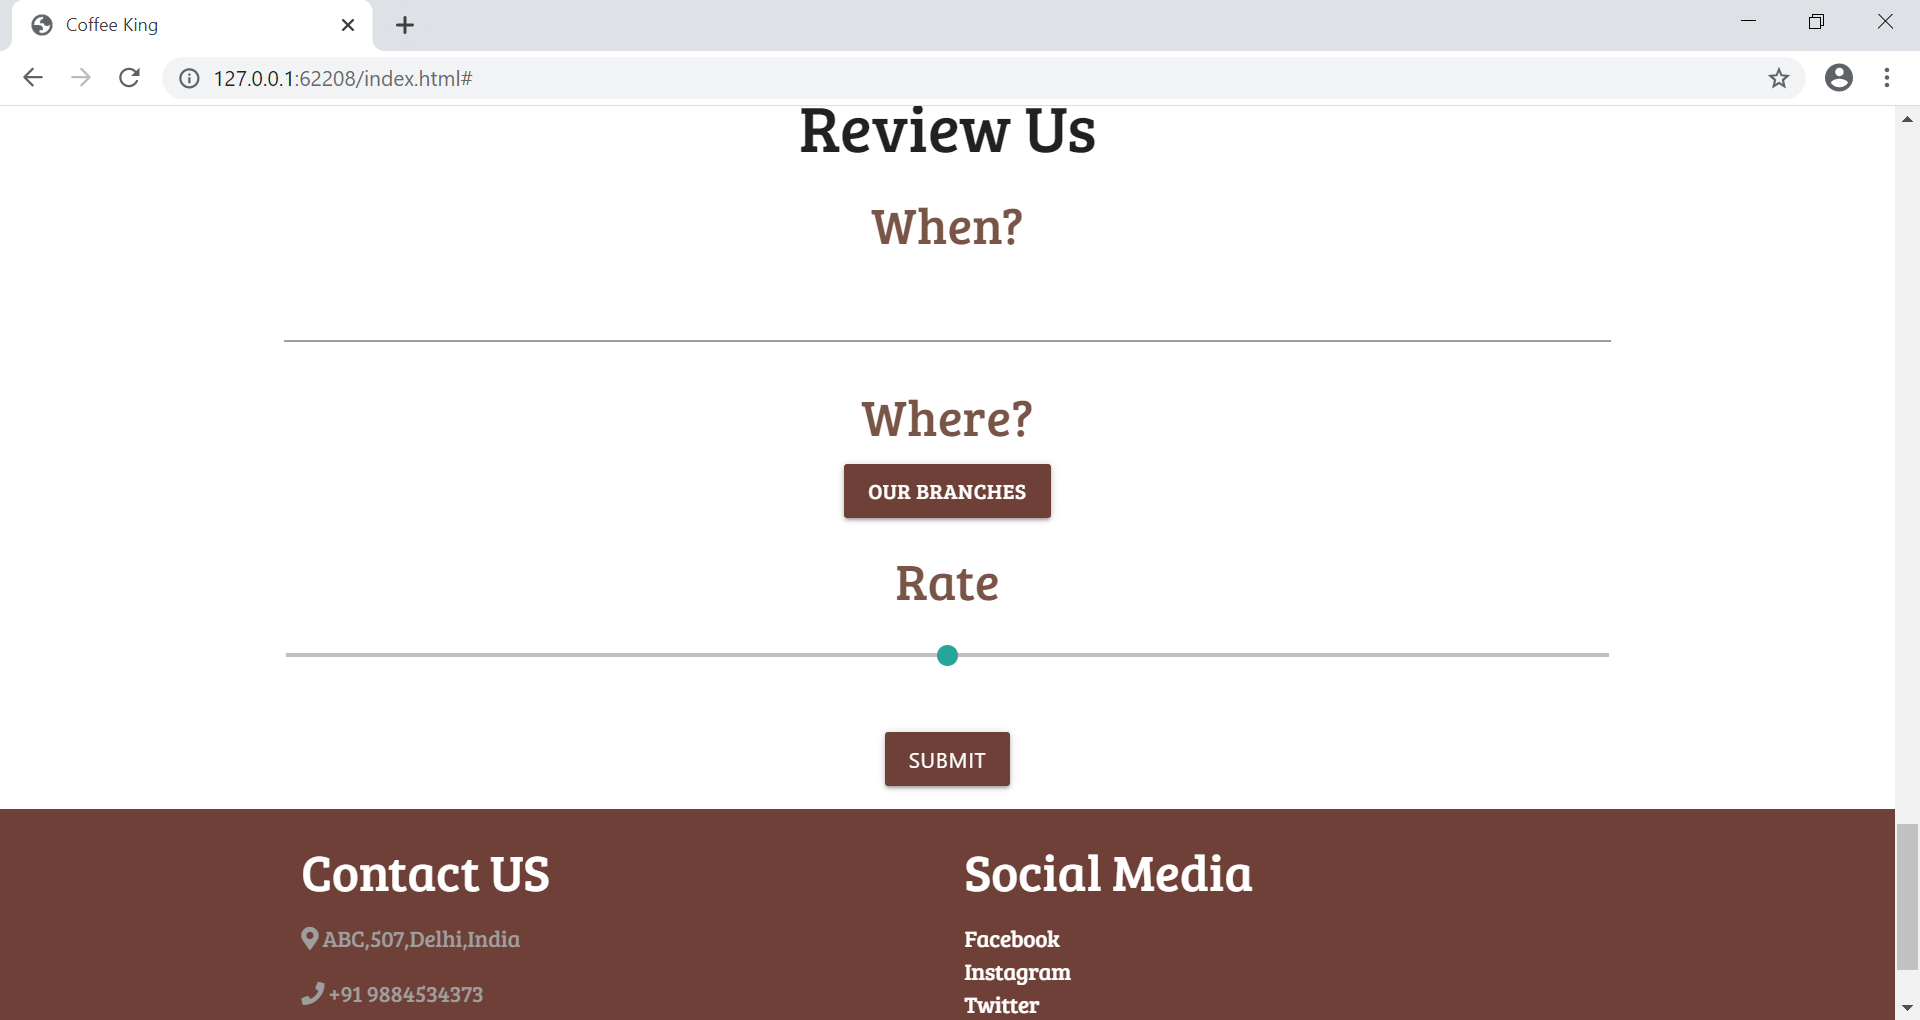 Coffee King
127.0.0.1:62208/index.html#
Review Us
When?
Where?
OUR BRANCHES
Rate
SUBMIT
Contact US
ABC,507,Delhi,India
+91 9884534373
Social Media
Facebook
Instagram
Twitter